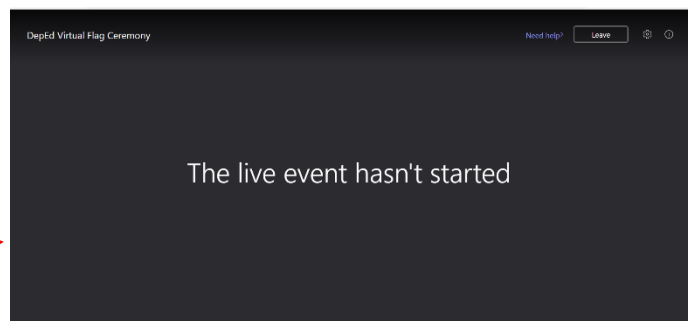 DepEd Virtual Flag Ceremony
Need help? Leave
The live event hasn't started